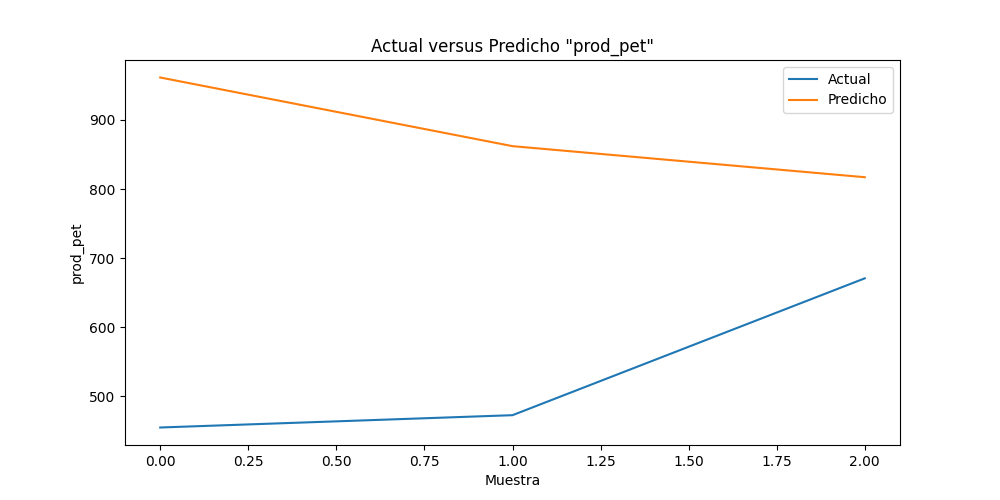 Actual versus Predicho "prod_pet"
Actual
Predicho
900
800
700
600
500
prod_pet
0.00 0.25 0.50 0.75 1.00 1.25 1.50 1.75 2.00
Muestra